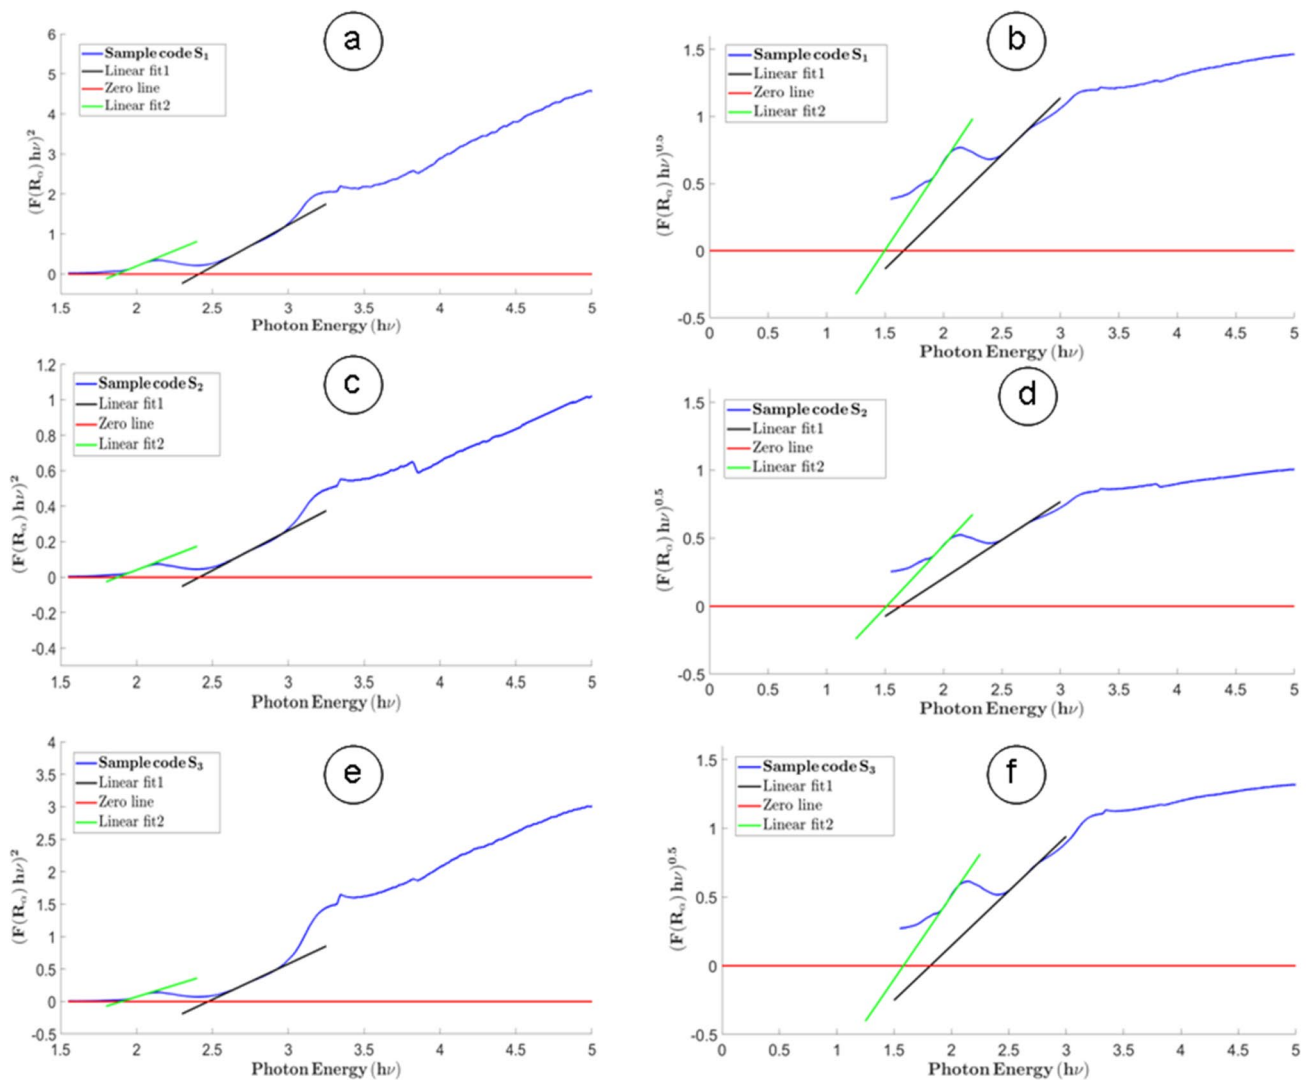 a
6
5
4
3
2
1
0
(F(Rα) hν)²
Sample code S₁
Linear fit1
Zero line
Linear fit2
1.5 2 2.5 3 3.5 4 4.5 5
Photon Energy (hν)
b
1.5
1
0.5
0
-0.5
(F(Rα) hν)^0.5
Sample code S₁
Linear fit1
Zero line
Linear fit2
0 0.5 1 1.5 2 2.5 3 3.5 4 4.5 5
Photon Energy (hν)
c
1.2
1
0.8
0.6
0.4
0.2
0
-0.2
-0.4
(F(Rα) hν)²
Sample code S₂
Linear fit1
Zero line
Linear fit2
1.5 2 2.5 3 3.5 4 4.5 5
Photon Energy (hν)
d
1.5
1
0.5
0
-0.5
(F(Rα) hν)^0.5
Sample code S₂
Linear fit1
Zero line
Linear fit2
0 0.5 1 1.5 2 2.5 3 3.5 4 4.5 5
Photon Energy (hν)
e
4
3.5
3
2.5
2
1.5
1
0.5
0
-0.5
(F(Rα) hν)²
Sample code S₃
Linear fit1
Zero line
Linear fit2
1.5 2 2.5 3 3.5 4 4.5 5
Photon Energy (hν)
f
1.5
1
0.5
0
-0.5
(F(Rα) hν)^0.5
Sample code S₃
Linear fit1
Zero line
Linear fit2
0 0.5 1 1.5 2 2.5 3 3.5 4 4.5 5
Photon Energy (hν)